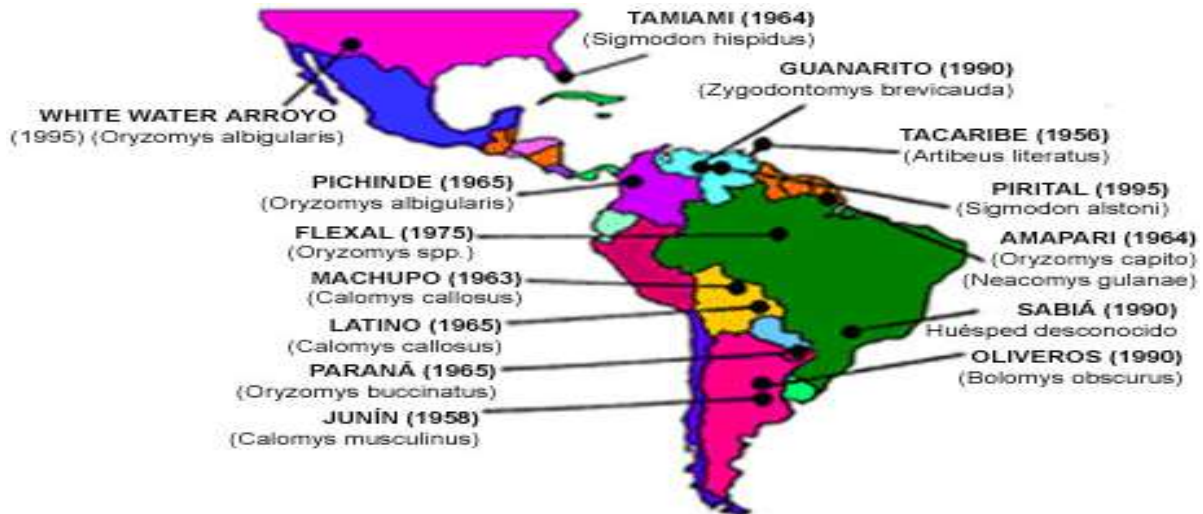 TAMIAMI (1964)
(Sigmodon hispidus)
GUANARITO (1990)
(Zygodontomys brevicauda)
WHITE WATER ARROYO
(1995) (Oryzomys albigularis)
TACARIBE (1956)
(Artibeus literatus)
PICHINDE (1965)
(Oryzomys albigularis)
PIRITAL (1995)
(Sigmodon alstoni)
FLEXAL (1975)
(Oryzomys spp.)
AMAPARI (1964)
(Oryzomys capito)
(Neacomys gulanae)
MACHUPO (1963)
(Calomys callosus)
SABIÁ (1990)
Huésped desconocido
LATINO (1965)
(Calomys callosus)
OLIVEROS (1990)
(Bolomys obscurus)
PARANÁ (1965)
(Oryzomys buccinatus)
JUNÍN (1958)
(Calomys musculinus)